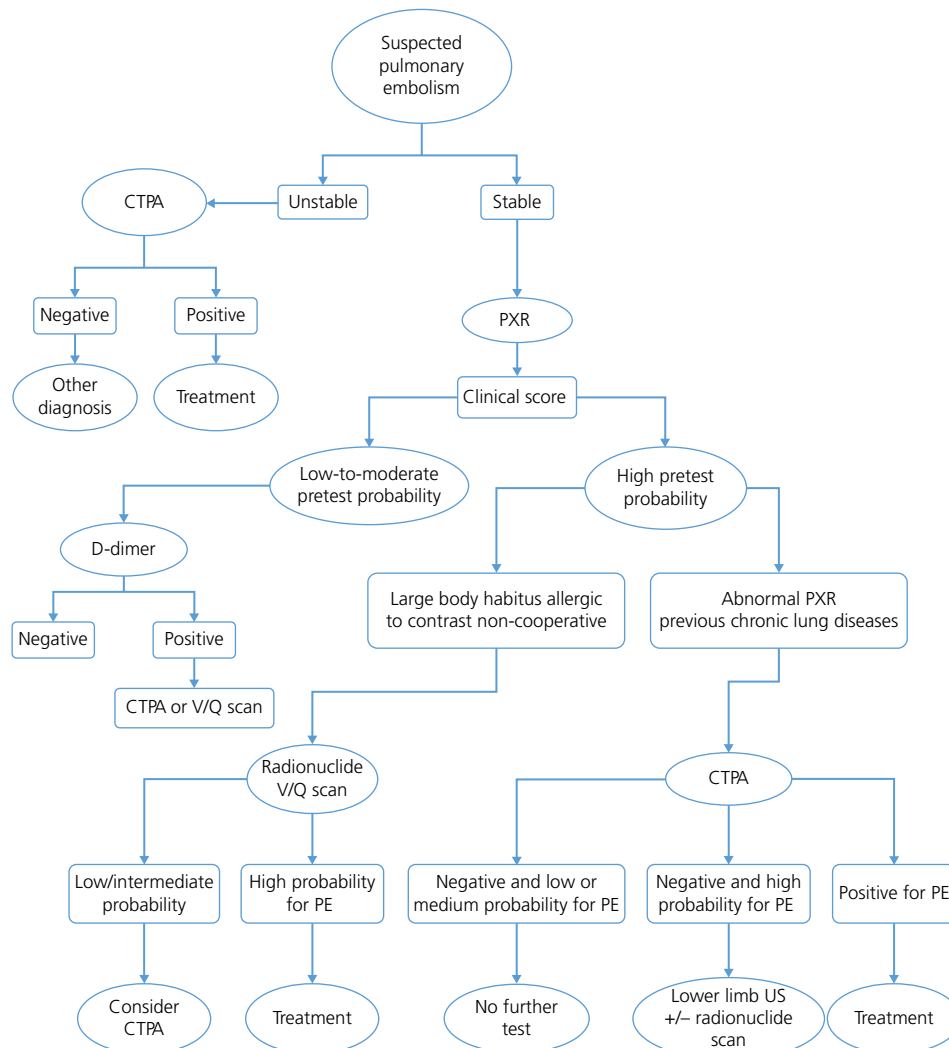 Suspected
pulmonary
embolism
CTPA
Unstable
Stable
Negative
Positive
PXR
Other
diagnosis
Treatment
Clinical score
Low-to-moderate
pretest probability
High pretest
probability
D-dimer
Large body habitus allergic
to contrast non-cooperative
Abnormal PXR
previous chronic lung diseases
Negative
Positive
CTPA or V/Q scan
Radionuclide
V/Q scan
CTPA
Low/intermediate
probability
High probability
for PE
Negative and low or
medium probability for PE
Negative and high
probability for PE
Positive for PE
Consider
CTPA
Treatment
No further
test
Lower limb US
+/– radionuclide
scan
Treatment